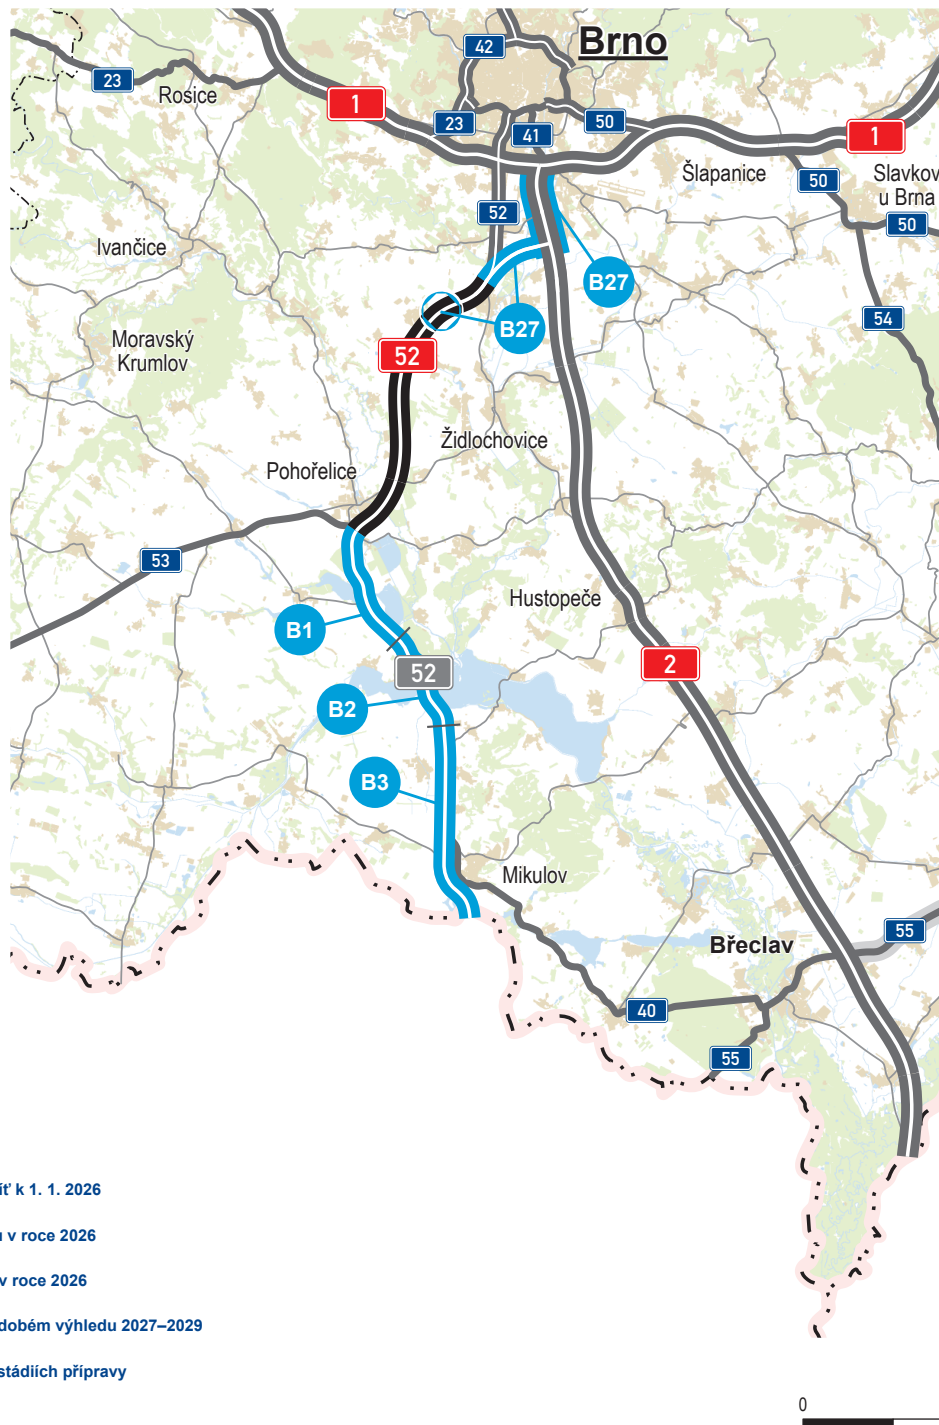 Brno
42
23
Rosice
1
23
41
50
1
Šlapanice
50
Slavkov
u Brna
50
52
Ivančice
B27
B27
54
Moravský
Krumlov
52
Židlochovice
Pohořelice
53
Hustopeče
B1
52
2
B2
B3
Mikulov
55
Břeclav
40
55
íť k 1. 1. 2026
u v roce 2026
v roce 2026
dobém výhledu 2027–2029
stádiích přípravy
0